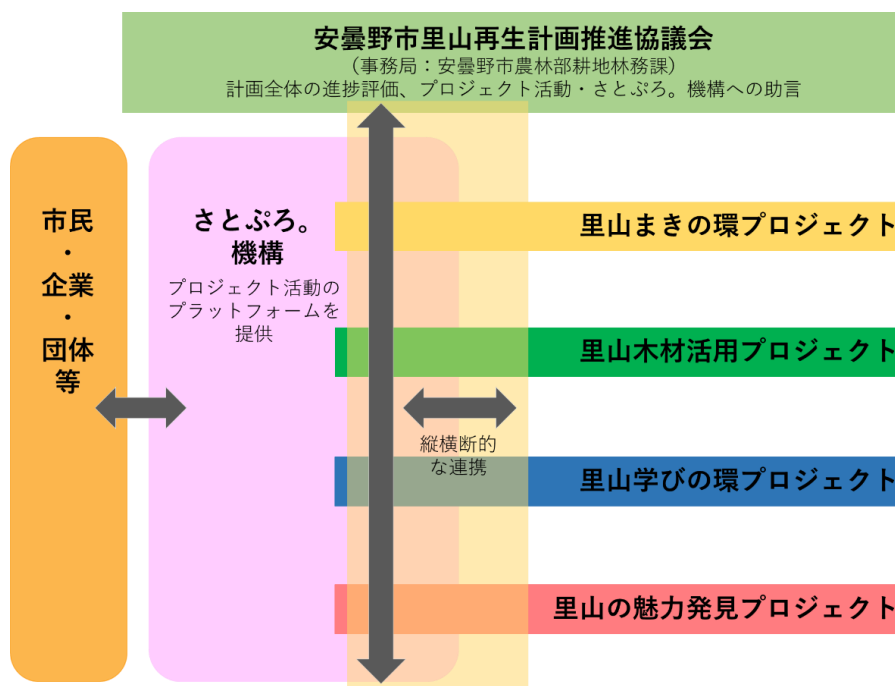 安曇野市里山再生計画推進協議会
（事務局：安曇野市農林部耕地林務課）
計画全体の進捗評価、プロジェクト活動・さとぷろ。機構への助言
市民
・
企業
・
団体
等
さとぷろ。
機構
プロジェクト活動の
プラットフォームを
提供
里山まきの環プロジェクト
里山木材活用プロジェクト
縦横断的
な連携
里山学びの環プロジェクト
里山の魅力発見プロジェクト